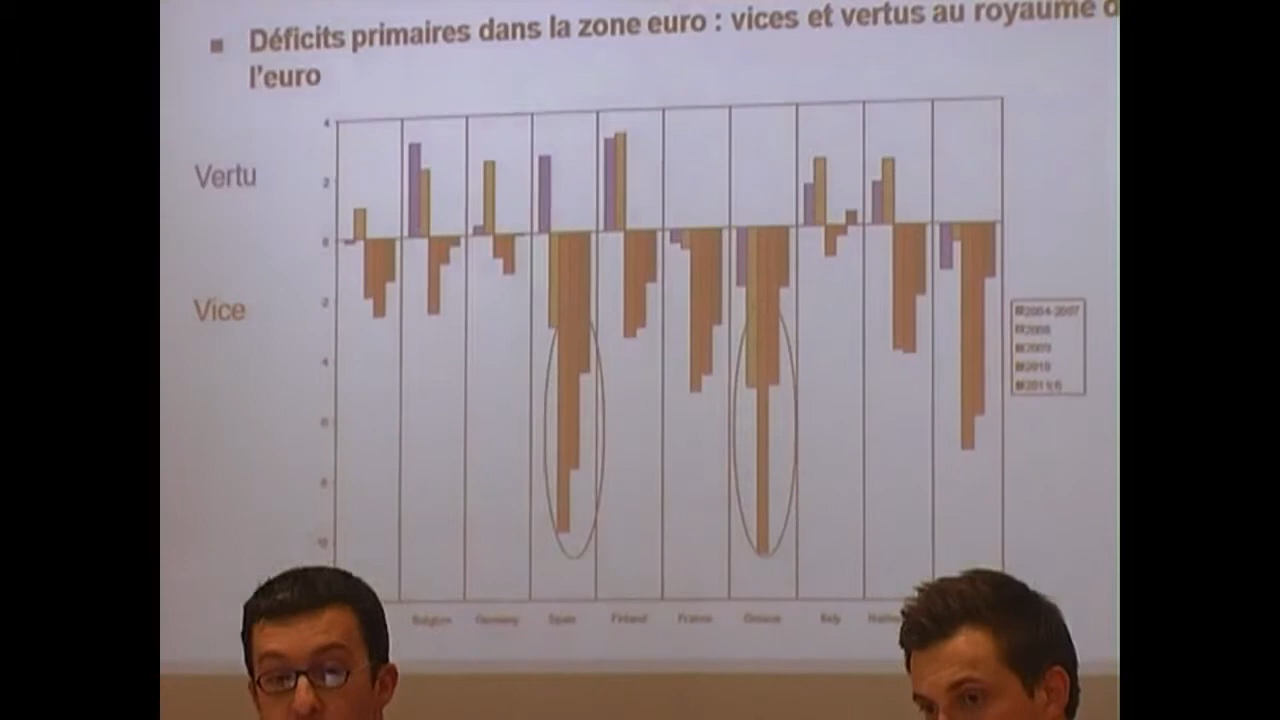 Déficits primaires dans la zone euro : vices et vertus au royaume d
l'euro
4
Vertu
2
0
Vice
2
4
6
8
10
2004-2007
2008
2009
2010
2011(f)
Belgium Germany Spain Finland France Greece Italy